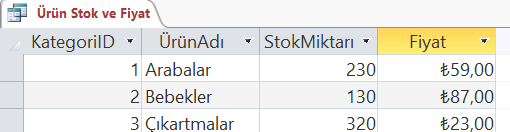 Ürün Stok ve Fiyat
KategoriID ÜrünAdı StokMiktarı Fiyat
1 Arabalar 230 ₺59,00
2 Bebekler 130 ₺87,00
3 Çıkartmalar 320 ₺23,00